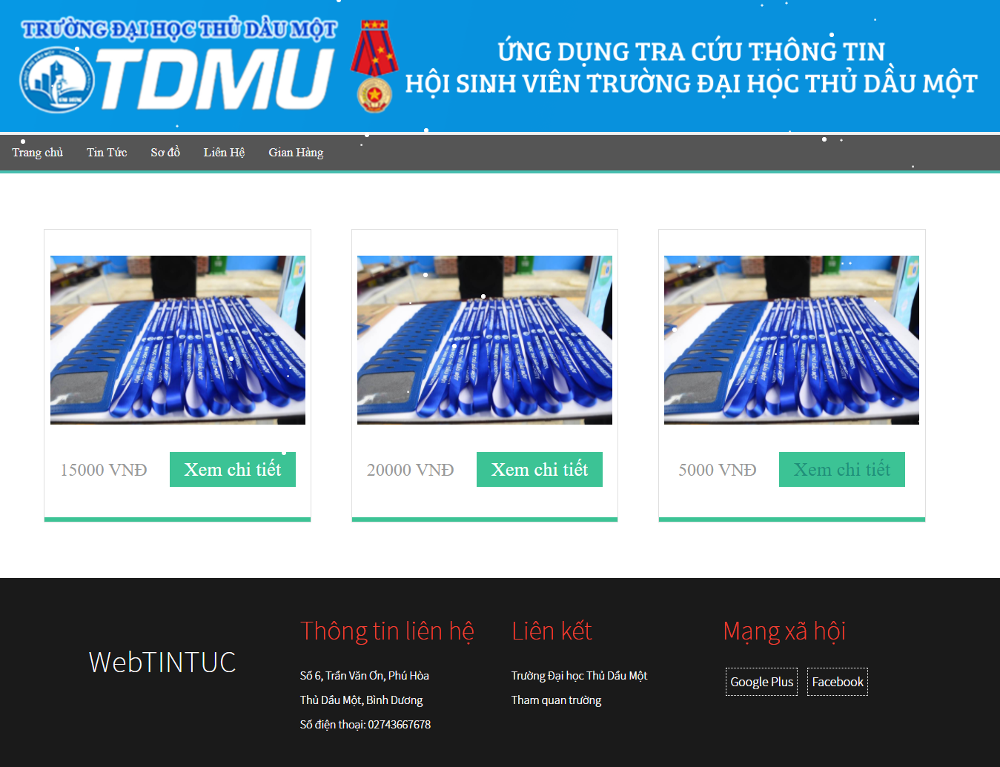 TRƯỜNG ĐẠI HỌC THỦ DẦU MỘT
TDMU
ỨNG DỤNG TRA CỨU THÔNG TIN
HỘI SINH VIÊN TRƯỜNG ĐẠI HỌC THỦ DẦU MỘT
Trang chủ
Tin Tức
Sơ đồ
Liên Hệ
Gian Hàng
15000 VNĐ
Xem chi tiết
20000 VNĐ
Xem chi tiết
5000 VNĐ
Xem chi tiết
WebTINTUC
Thông tin liên hệ
Số 6, Trần Văn Ơn, Phú Hòa
Thủ Dầu Một, Bình Dương
Số điện thoại: 02743667678
Liên kết
Trường Đại học Thủ Dầu Một
Tham quan trường
Mạng xã hội
Google Plus
Facebook